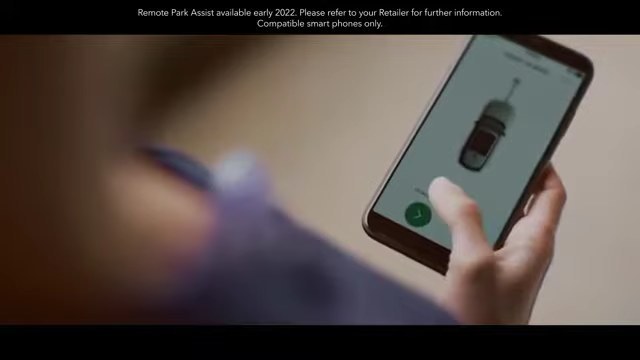 Remote Park Assist available early 2022. Please refer to your Retailer for further information.
Compatible smart phones only.